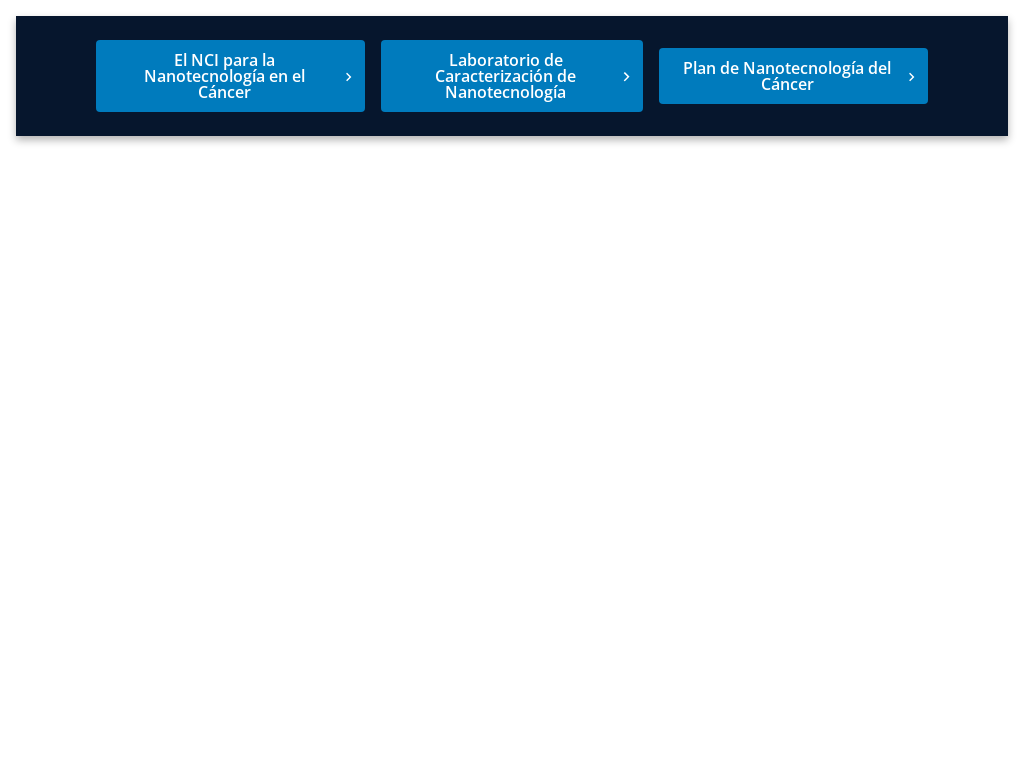 El NCI para la
Nanotecnología en el
Cáncer
Laboratorio de
Caracterización de
Nanotecnología
Plan de Nanotecnología del
Cáncer